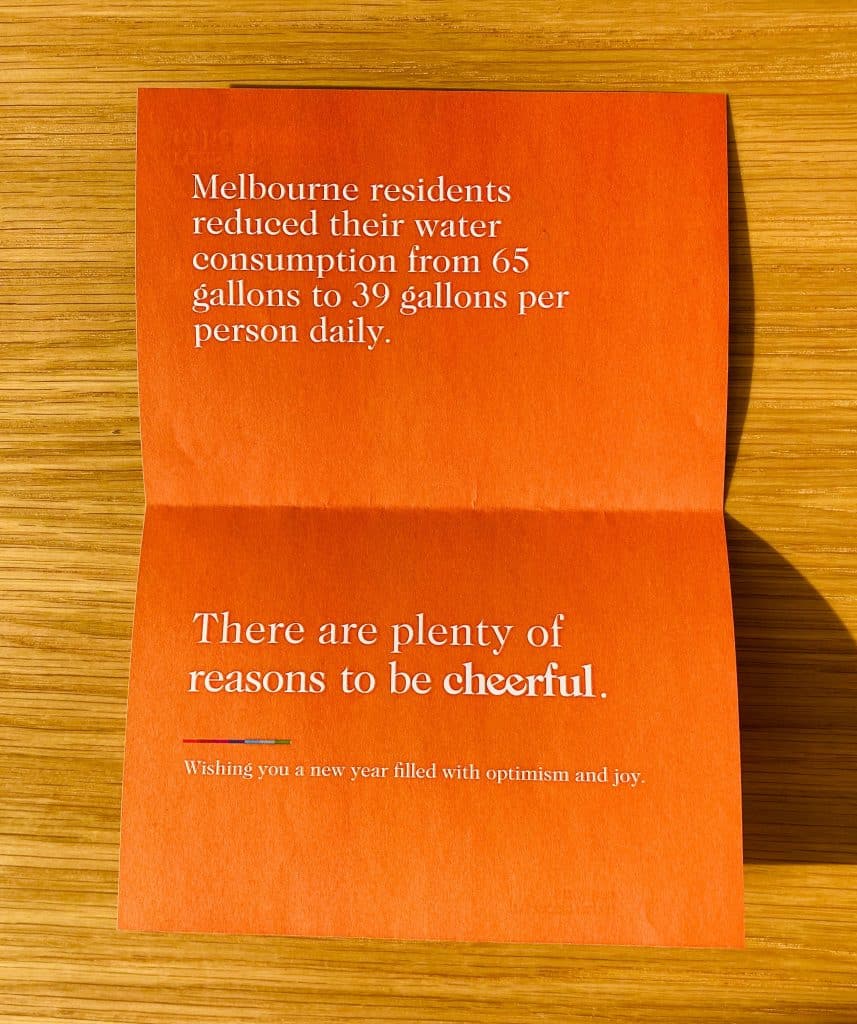 Melbourne residents
reduced their water
consumption from 65
gallons to 39 gallons per
person daily.
There are plenty of
reasons to be cheerful.
Wishing you a new year filled with optimism and joy.